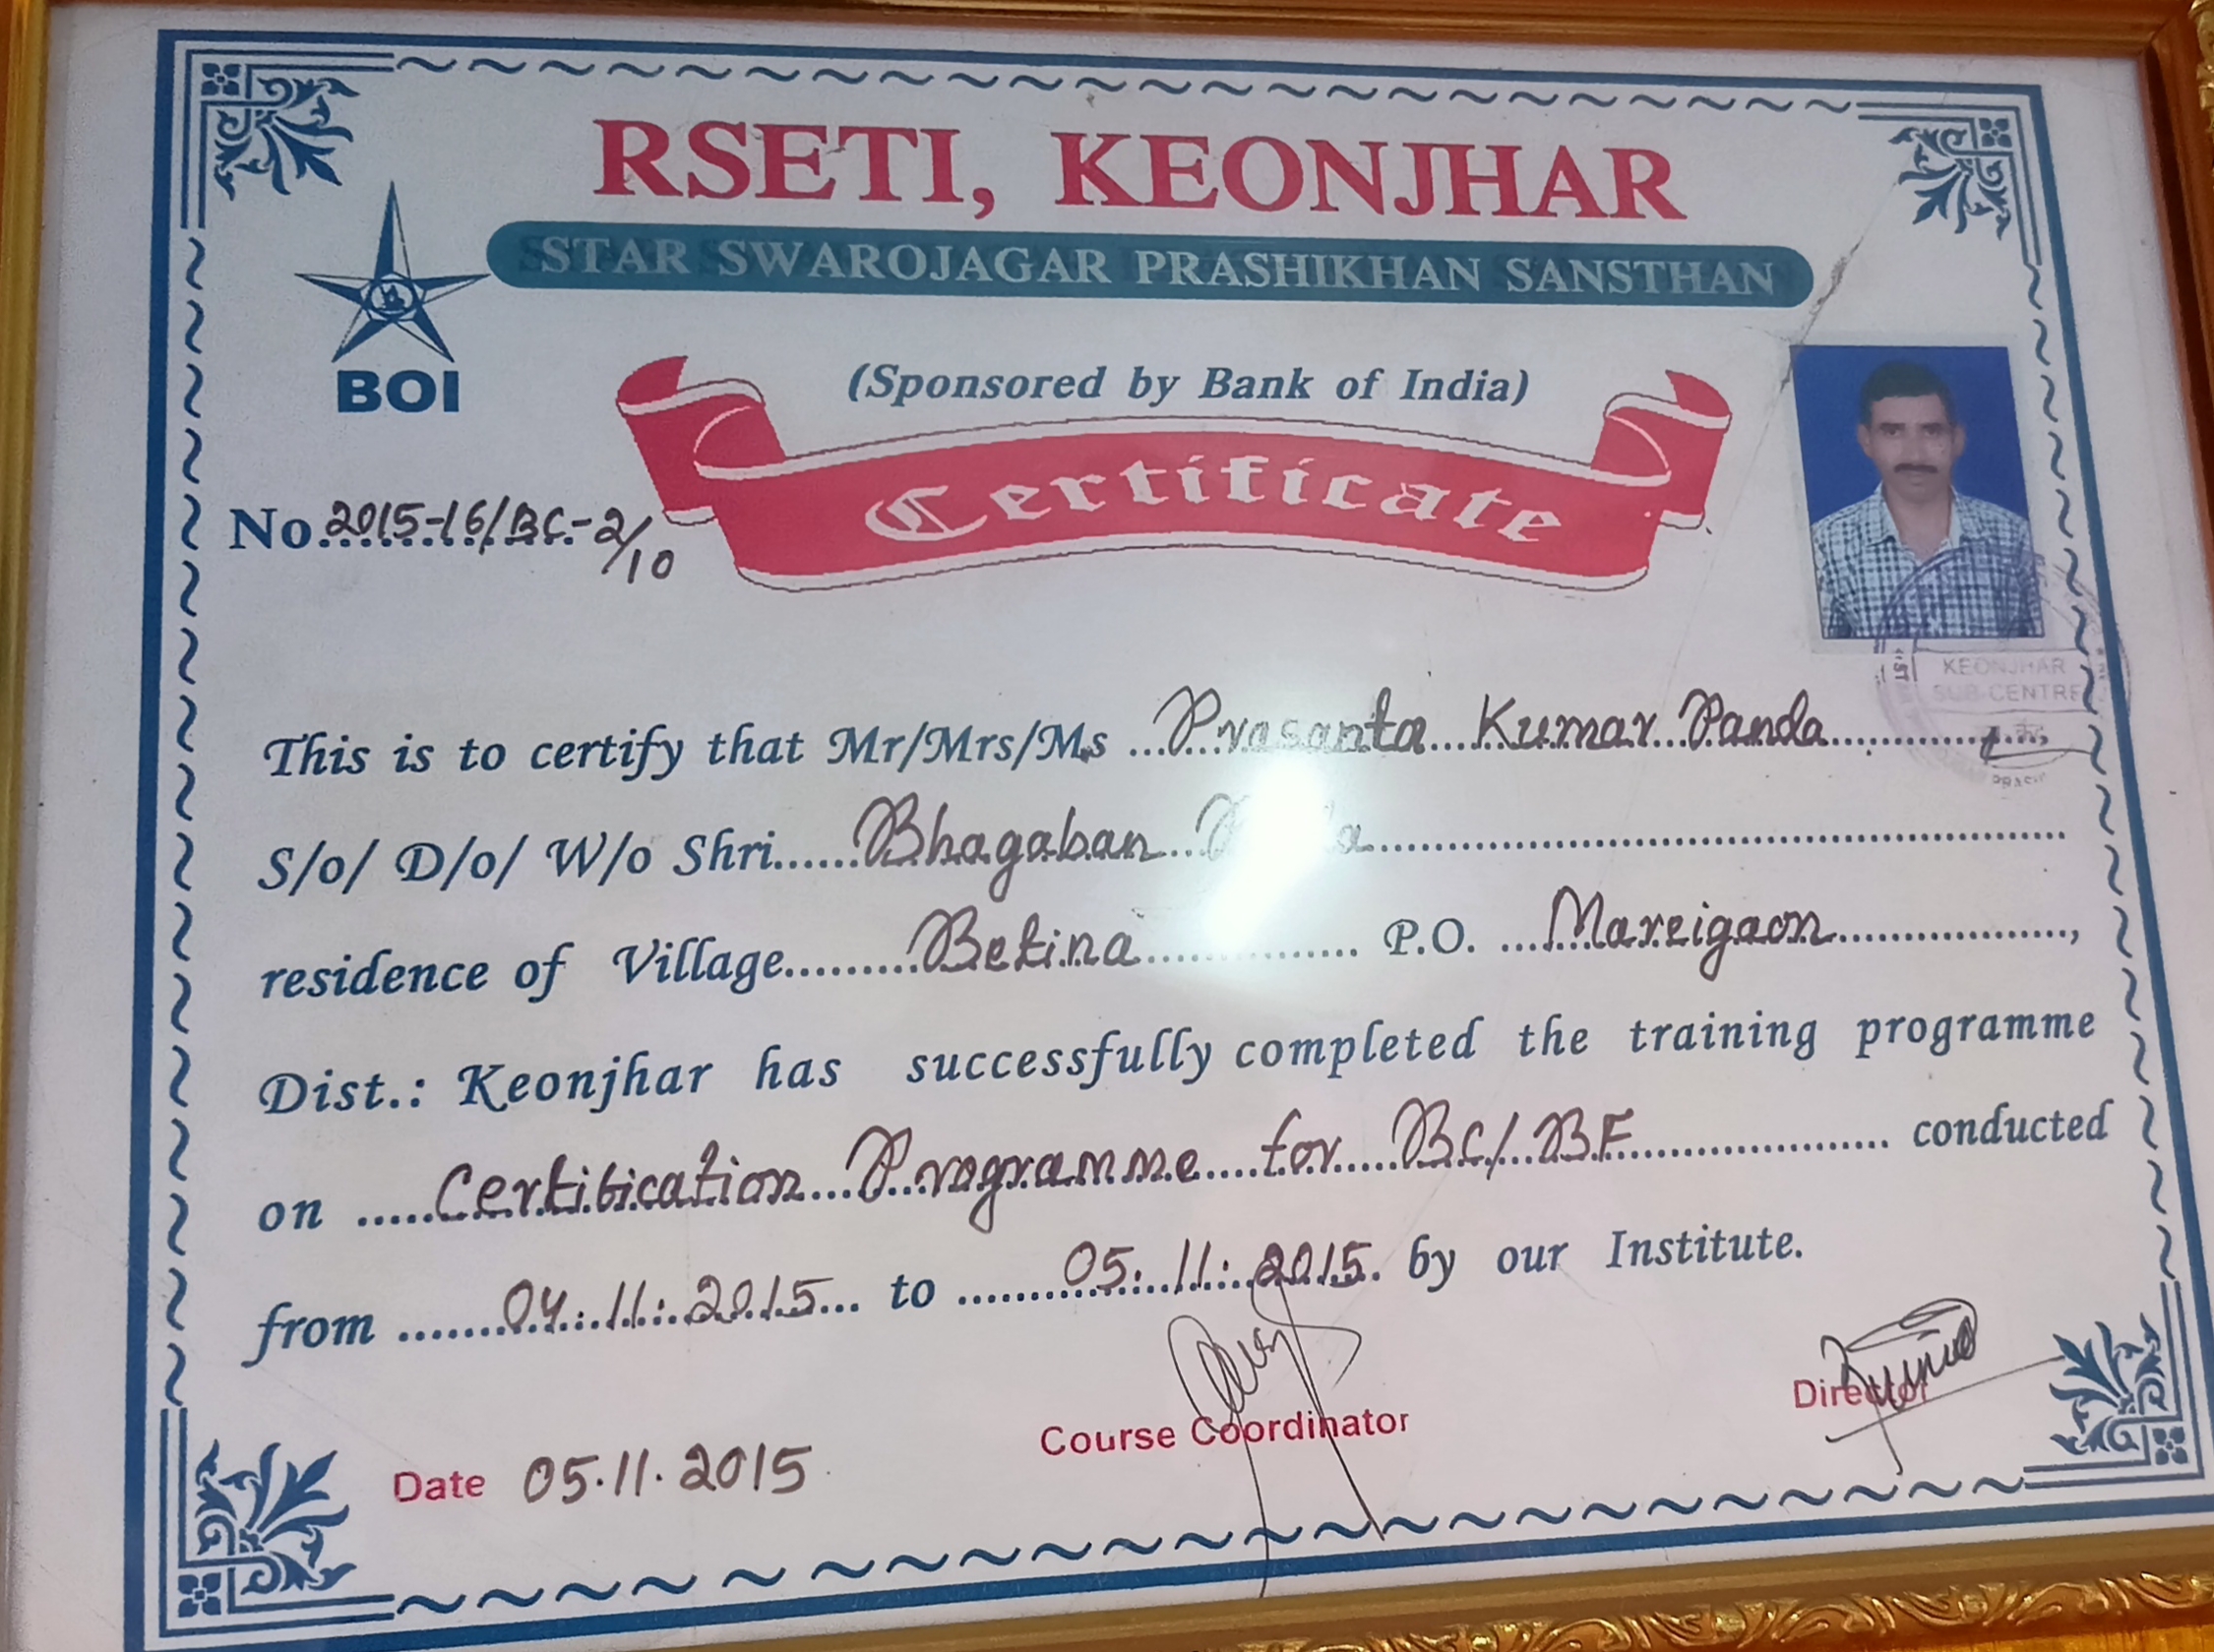 RSETI, KEONJHAR
STAR SWAROJAGAR PRASHIKHAN SANSTHAN
BOI
(Sponsored by Bank of India)
Certificate
No.2015-16/BC-2/10
KEONJHAR
SUB CENTRE
This is to certify that Mr/Mrs/Ms ...Prasanta Kumar Panda...,
S/o/ D/o/ W/o Shri......Bhagaban
residence of Village.........Betina............... P.O. ...Mareigaon..................,
Dist.: Keonjhar has successfully completed the training programme
on .....Certification Programme for BC/BF.................. conducted
from .......04.11.2015... to ........05.11.2015. by our Institute.
Date 05.11.2015
Course Coordinator
Director